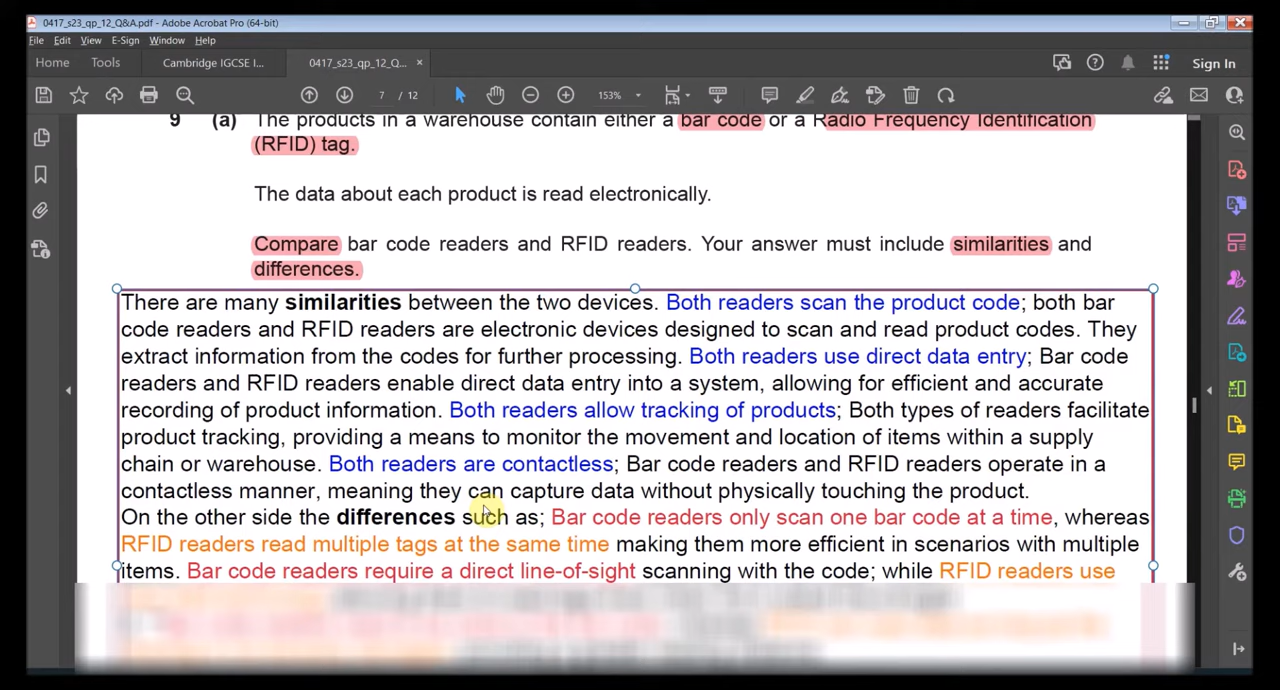 0417_s23_qp_12_Q&A.pdf - Adobe Acrobat Pro (64-bit)
File Edit View E-Sign Window Help
Home Tools Cambridge IGCSE I... 0417_s23_qp_12_Q... × Sign In
7 / 12 153%
9 (a) The products in a warehouse contain either a bar code or a Radio Frequency Identification
(RFID) tag.
The data about each product is read electronically.
Compare bar code readers and RFID readers. Your answer must include similarities and
differences.
There are many similarities between the two devices. Both readers scan the product code; both bar
code readers and RFID readers are electronic devices designed to scan and read product codes. They
extract information from the codes for further processing. Both readers use direct data entry; Bar code
readers and RFID readers enable direct data entry into a system, allowing for efficient and accurate
recording of product information. Both readers allow tracking of products; Both types of readers facilitate
product tracking, providing a means to monitor the movement and location of items within a supply
chain or warehouse. Both readers are contactless; Bar code readers and RFID readers operate in a
contactless manner, meaning they can capture data without physically touching the product.
On the other side the differences such as; Bar code readers only scan one bar code at a time, whereas
RFID readers read multiple tags at the same time making them more efficient in scenarios with multiple
items. Bar code readers require a direct line-of-sight scanning with the code; while RFID readers use